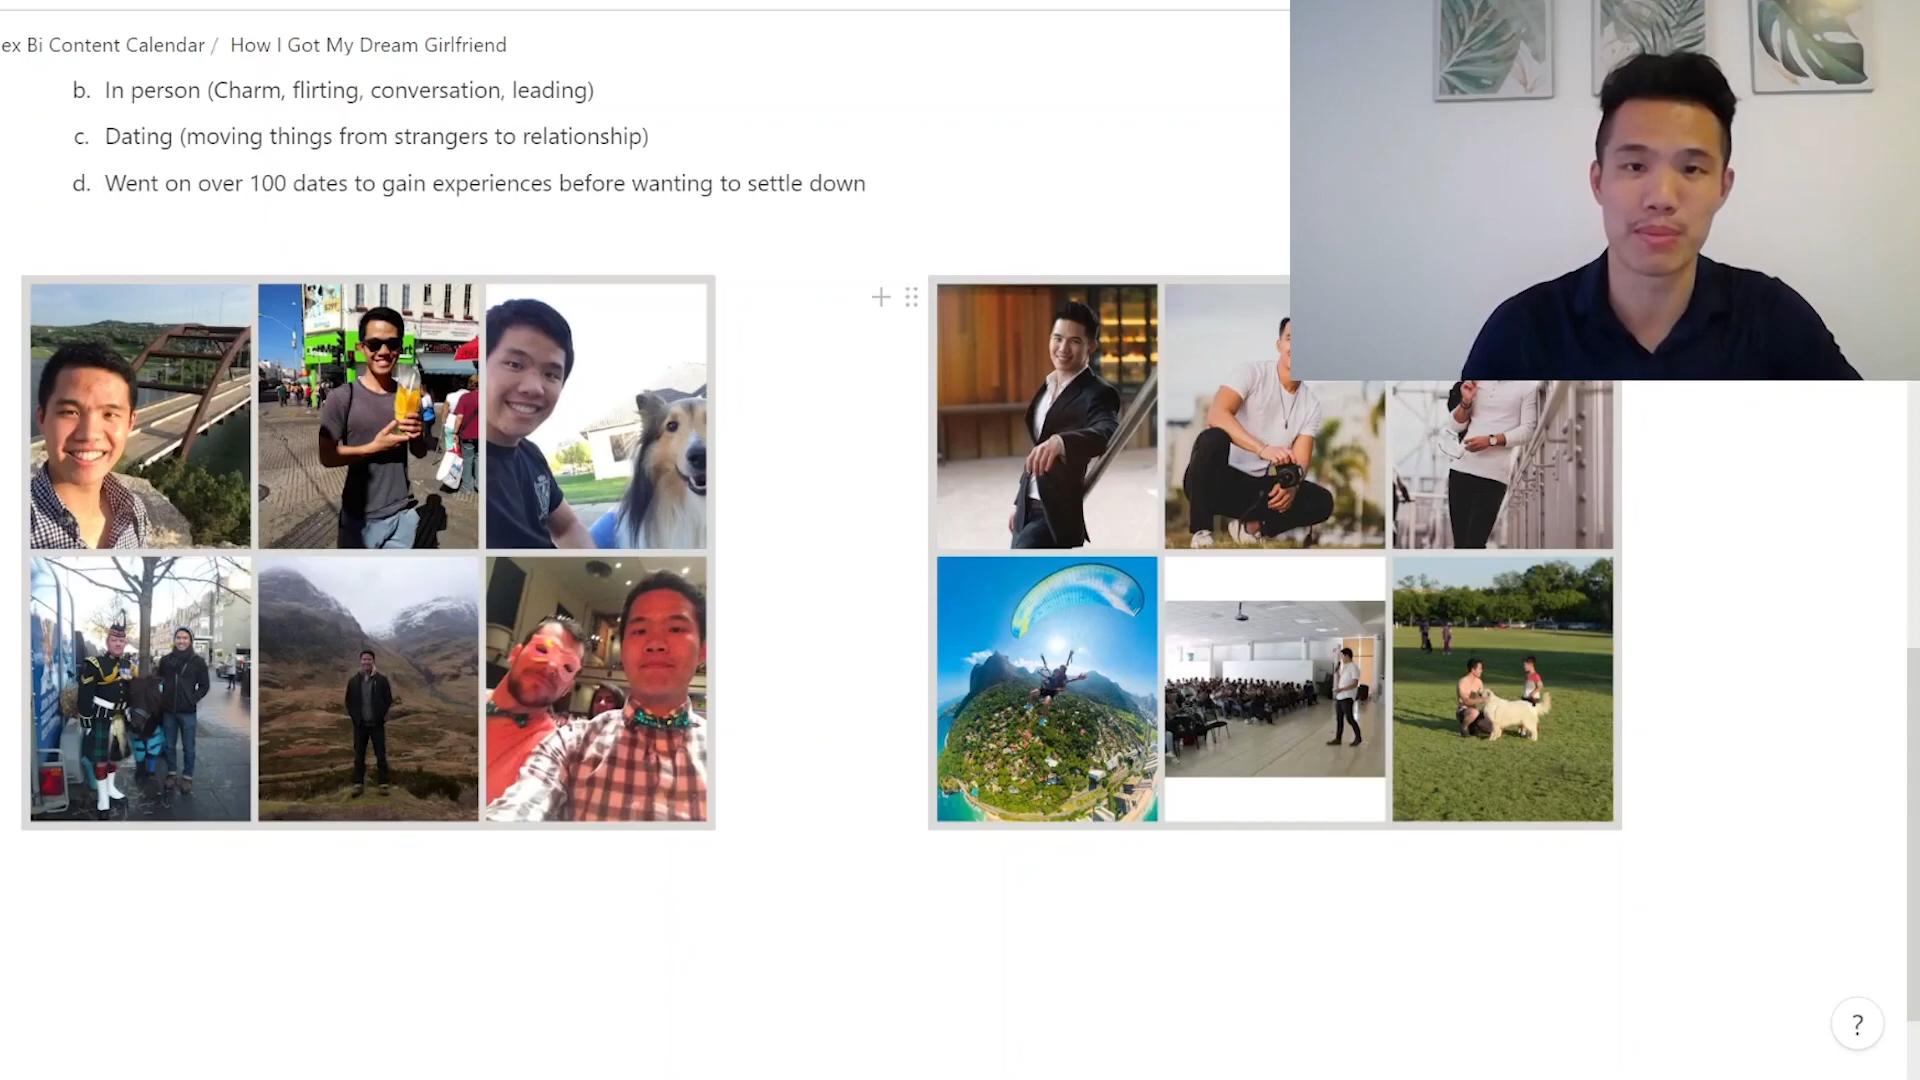 ex Bi Content Calendar / How I Got My Dream Girlfriend
b. In person (Charm, flirting, conversation, leading)
c. Dating (moving things from strangers to relationship)
d. Went on over 100 dates to gain experiences before wanting to settle down
?